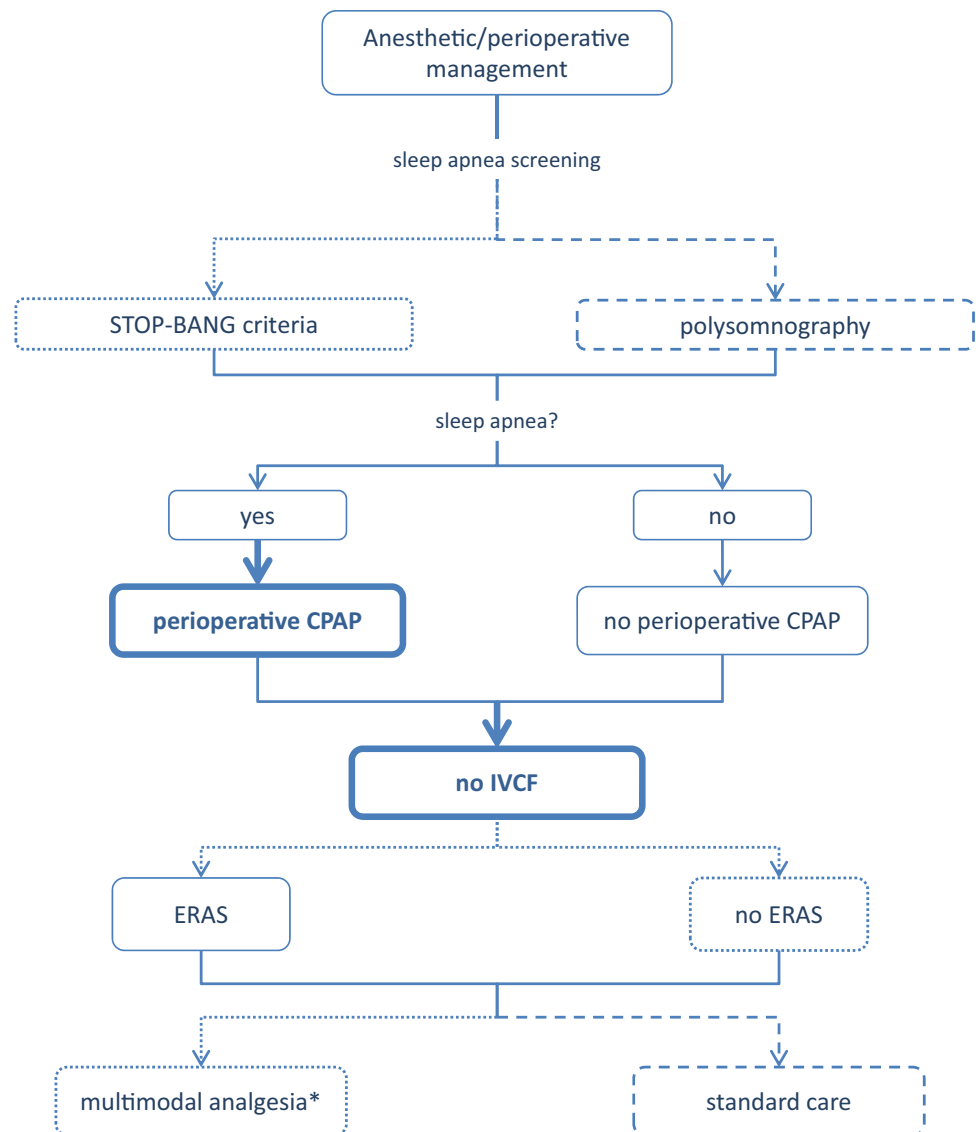 Anesthetic/perioperative
management
sleep apnea screening
STOP-BANG criteria
polysomnography
sleep apnea?
yes
no
perioperative CPAP
no perioperative CPAP
no IVCF
ERAS
no ERAS
multimodal analgesia*
standard care